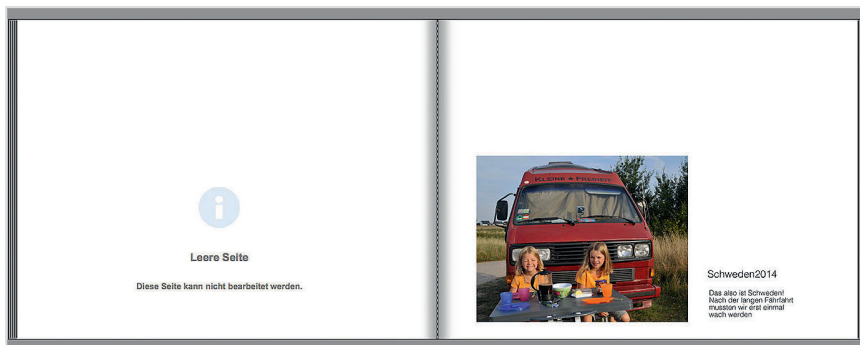 Leere Seite
Diese Seite kann nicht bearbeitet werden.
KLEINE ★ FREIHEIT
Schweden2014
Das also ist Schweden!
Nach der langen Fährfahrt
mussten wir erst einmal
wach werden